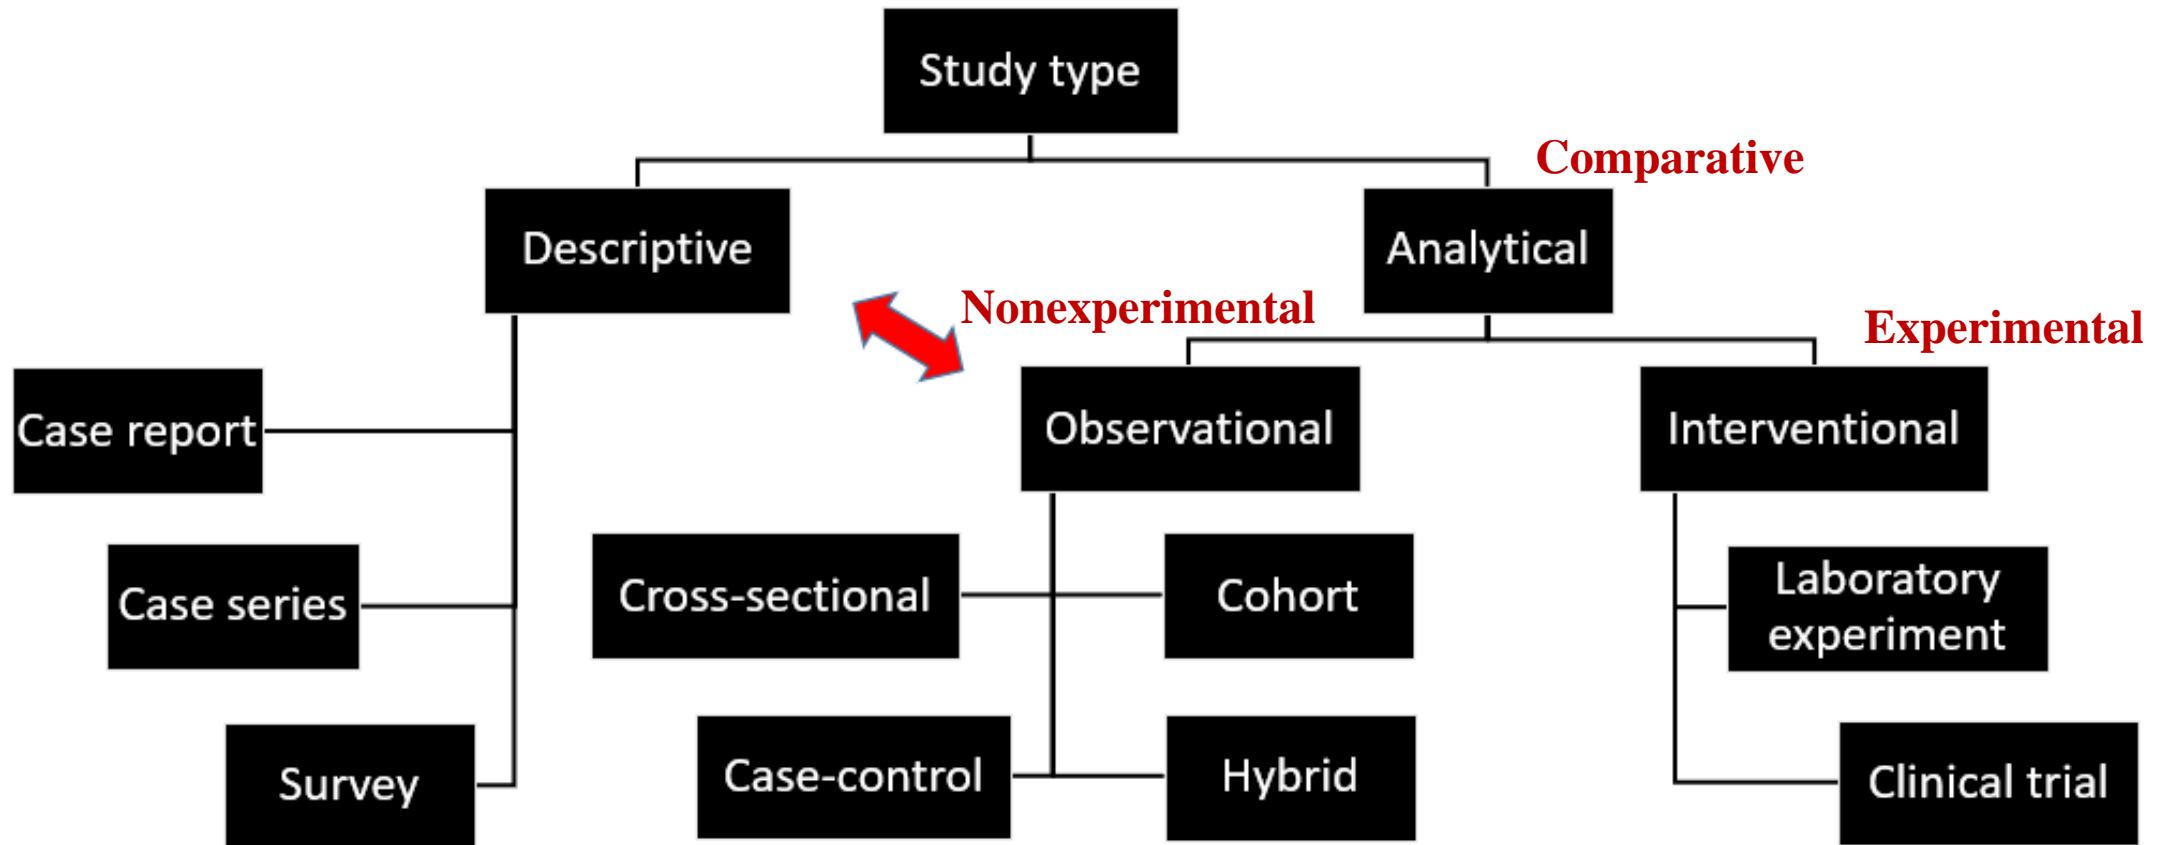 Study type
Comparative
Descriptive
Analytical
Nonexperimental
Experimental
Case report
Observational
Interventional
Case series
Cross-sectional
Cohort
Laboratory
experiment
Survey
Case-control
Hybrid
Clinical trial